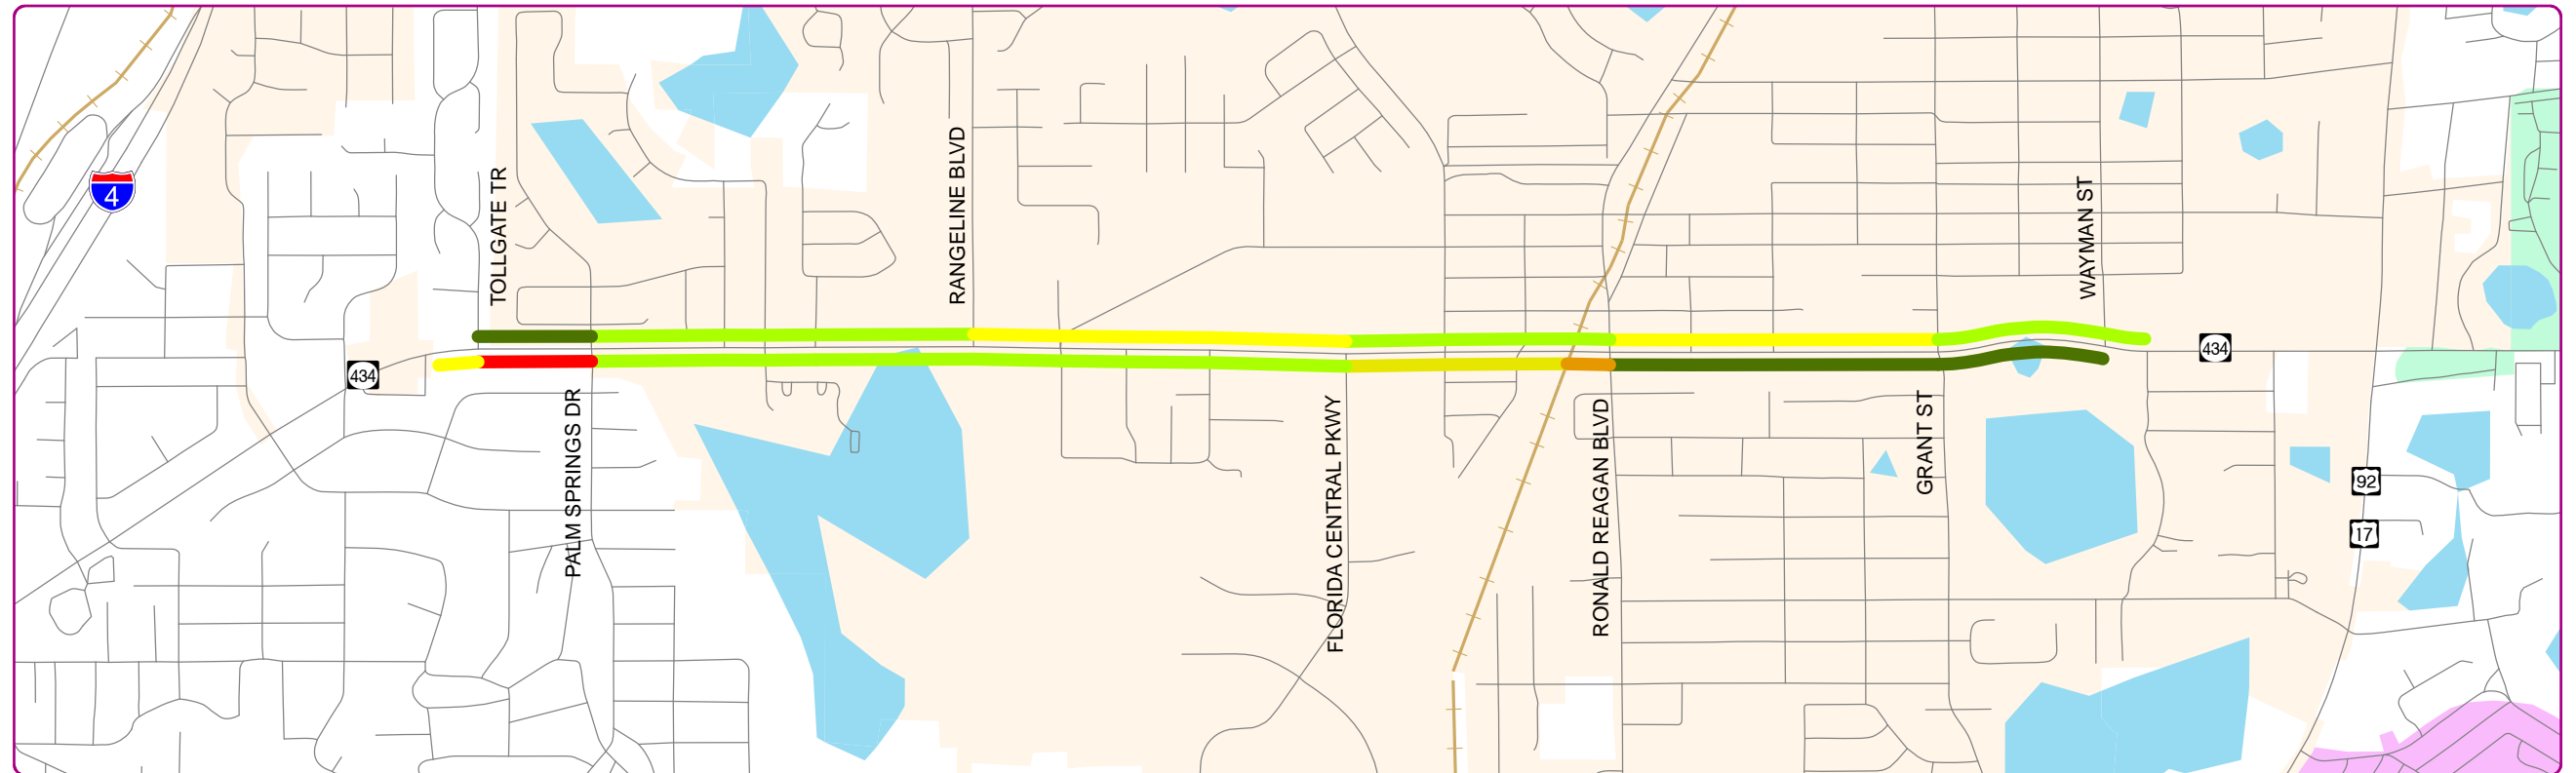 4
TOLLGATE TR
RANGELINE BLVD
WAYMAN ST
434
434
PALM SPRINGS DR
FLORIDA CENTRAL PKWY
RONALD REAGAN BLVD
GRANT ST
92
17